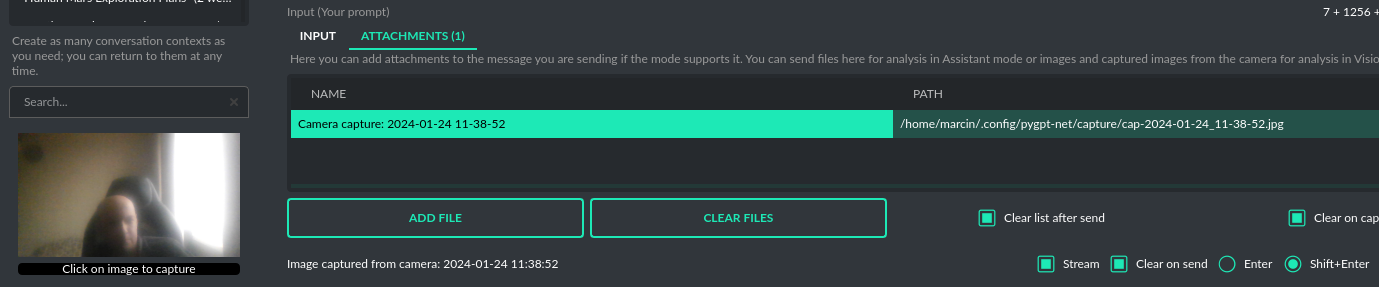 Human Mars Exploration Plans" (2 we...
Create as many conversation contexts as
you need; you can return to them at any
time.
Search...
Click on image to capture
Input (Your prompt)
7 + 1256 +
INPUT
ATTACHMENTS (1)
Here you can add attachments to the message you are sending if the mode supports it. You can send files here for analysis in Assistant mode or images and captured images from the camera for analysis in Visio
NAME
PATH
Camera capture: 2024-01-24 11-38-52
/home/marcin/.config/pygpt-net/capture/cap-2024-01-24_11-38-52.jpg
ADD FILE
CLEAR FILES
Clear list after send
Clear on cap
Image captured from camera: 2024-01-24 11:38:52
Stream
Clear on send
Enter
Shift+Enter